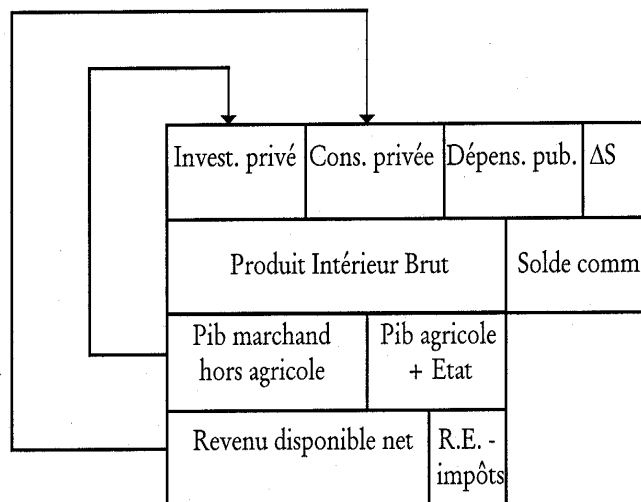 Invest. privé
Cons. privée
Dépens. pub.
ΔS
Produit Intérieur Brut
Solde comm
Pib marchand
hors agricole
Pib agricole
+ Etat
Revenu disponible net
R.E. -
impôts